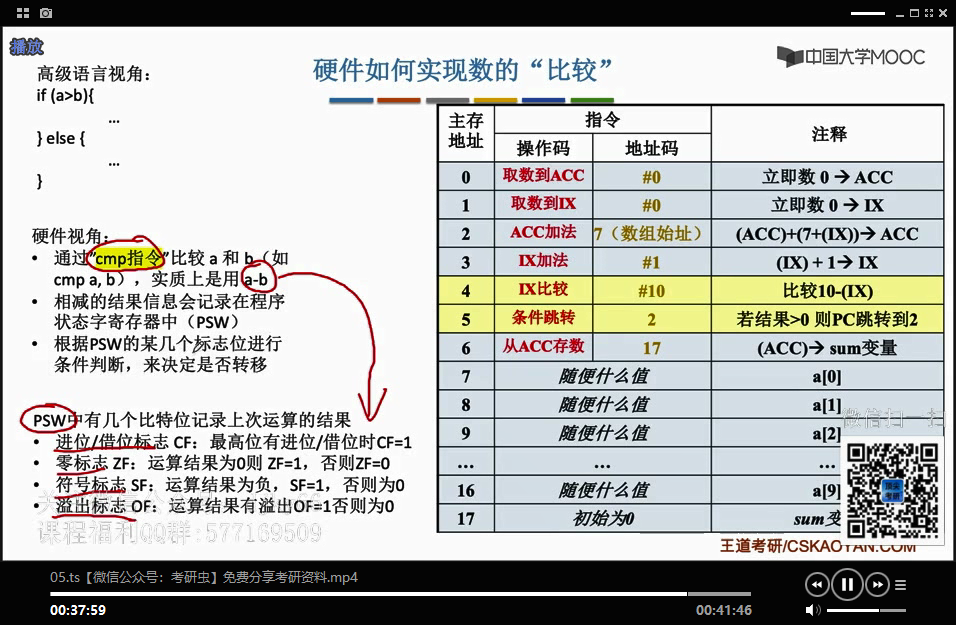 播放
硬件如何实现数的“比较”
中国大学MOOC
高级语言视角：
if (a>b){
...
} else {
...
}
硬件视角：
• 通过”cmp指令”比较 a 和 b（如
cmp a, b），实质上是用 a-b
• 相减的结果信息会记录在程序
状态字寄存器中（PSW）
• 根据PSW的某几个标志位进行
条件判断，来决定是否转移
PSW中有几个比特位记录上次运算的结果
• 进位/借位标志 CF：最高位有进位/借位时CF=1
• 零标志 ZF：运算结果为0则 ZF=1，否则ZF=0
• 符号标志 SF：运算结果为负，SF=1，否则为0
• 溢出标志 OF：运算结果有溢出OF=1否则为0
课程福利QQ群:577169509
主存地址 指令 注释
操作码 地址码
0 取数到ACC #0 立即数 0 → ACC
1 取数到IX #0 立即数 0 → IX
2 ACC加法 7（数组始址） (ACC)+(7+(IX))→ ACC
3 IX加法 #1 (IX) + 1→ IX
4 IX比较 #10 比较10-(IX)
5 条件跳转 2 若结果>0 则PC跳转到2
6 从ACC存数 17 (ACC)→ sum变量
7 随便什么值 a[0]
8 随便什么值 a[1]
9 随便什么值 a[2]
... ... ...
16 随便什么值 a[9]
17 初始为0 sum变
微信扫一扫
顶尖考研
王道考研/CSKAOYAN.COM
05.ts【微信公众号：考研虫】免费分享考研资料.mp4
00:37:59
00:41:46